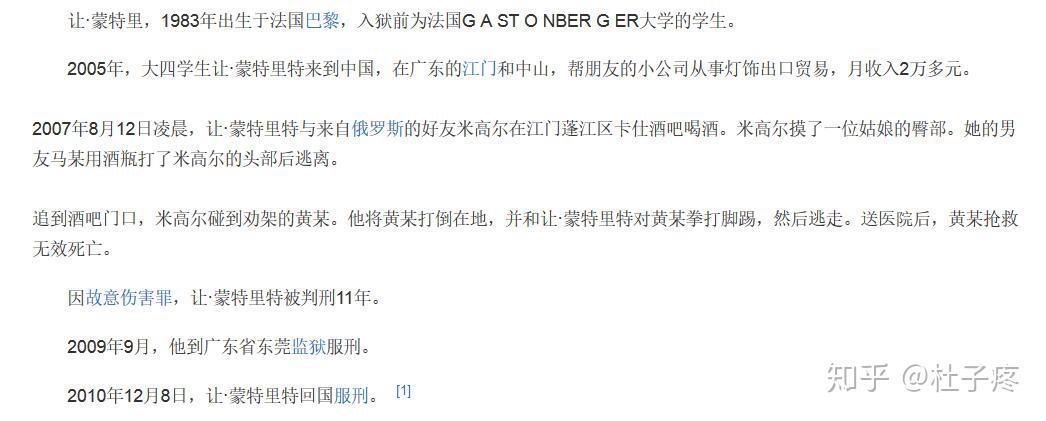 让·蒙特里，1983年出生于法国巴黎，入狱前为法国G A ST O NBER G ER大学的学生。
2005年，大四学生让·蒙特里特来到中国，在广东的江门和中山，帮朋友的小公司从事灯饰出口贸易，月收入2万多元。
2007年8月12日凌晨，让·蒙特里特与来自俄罗斯的好友米高尔在江门蓬江区卡仕酒吧喝酒。米高尔摸了一位姑娘的臀部。她的男
友马某用酒瓶打了米高尔的头部后逃离。
追到酒吧门口，米高尔碰到劝架的黄某。他将黄某打倒在地，并和让·蒙特里特对黄某拳打脚踢，然后逃走。送医院后，黄某抢救
无效死亡。
因故意伤害罪，让·蒙特里特被判刑11年。
2009年9月，他到广东省东莞监狱服刑。
2010年12月8日，让·蒙特里特回国服刑。 [1]
知乎 @杜子疼